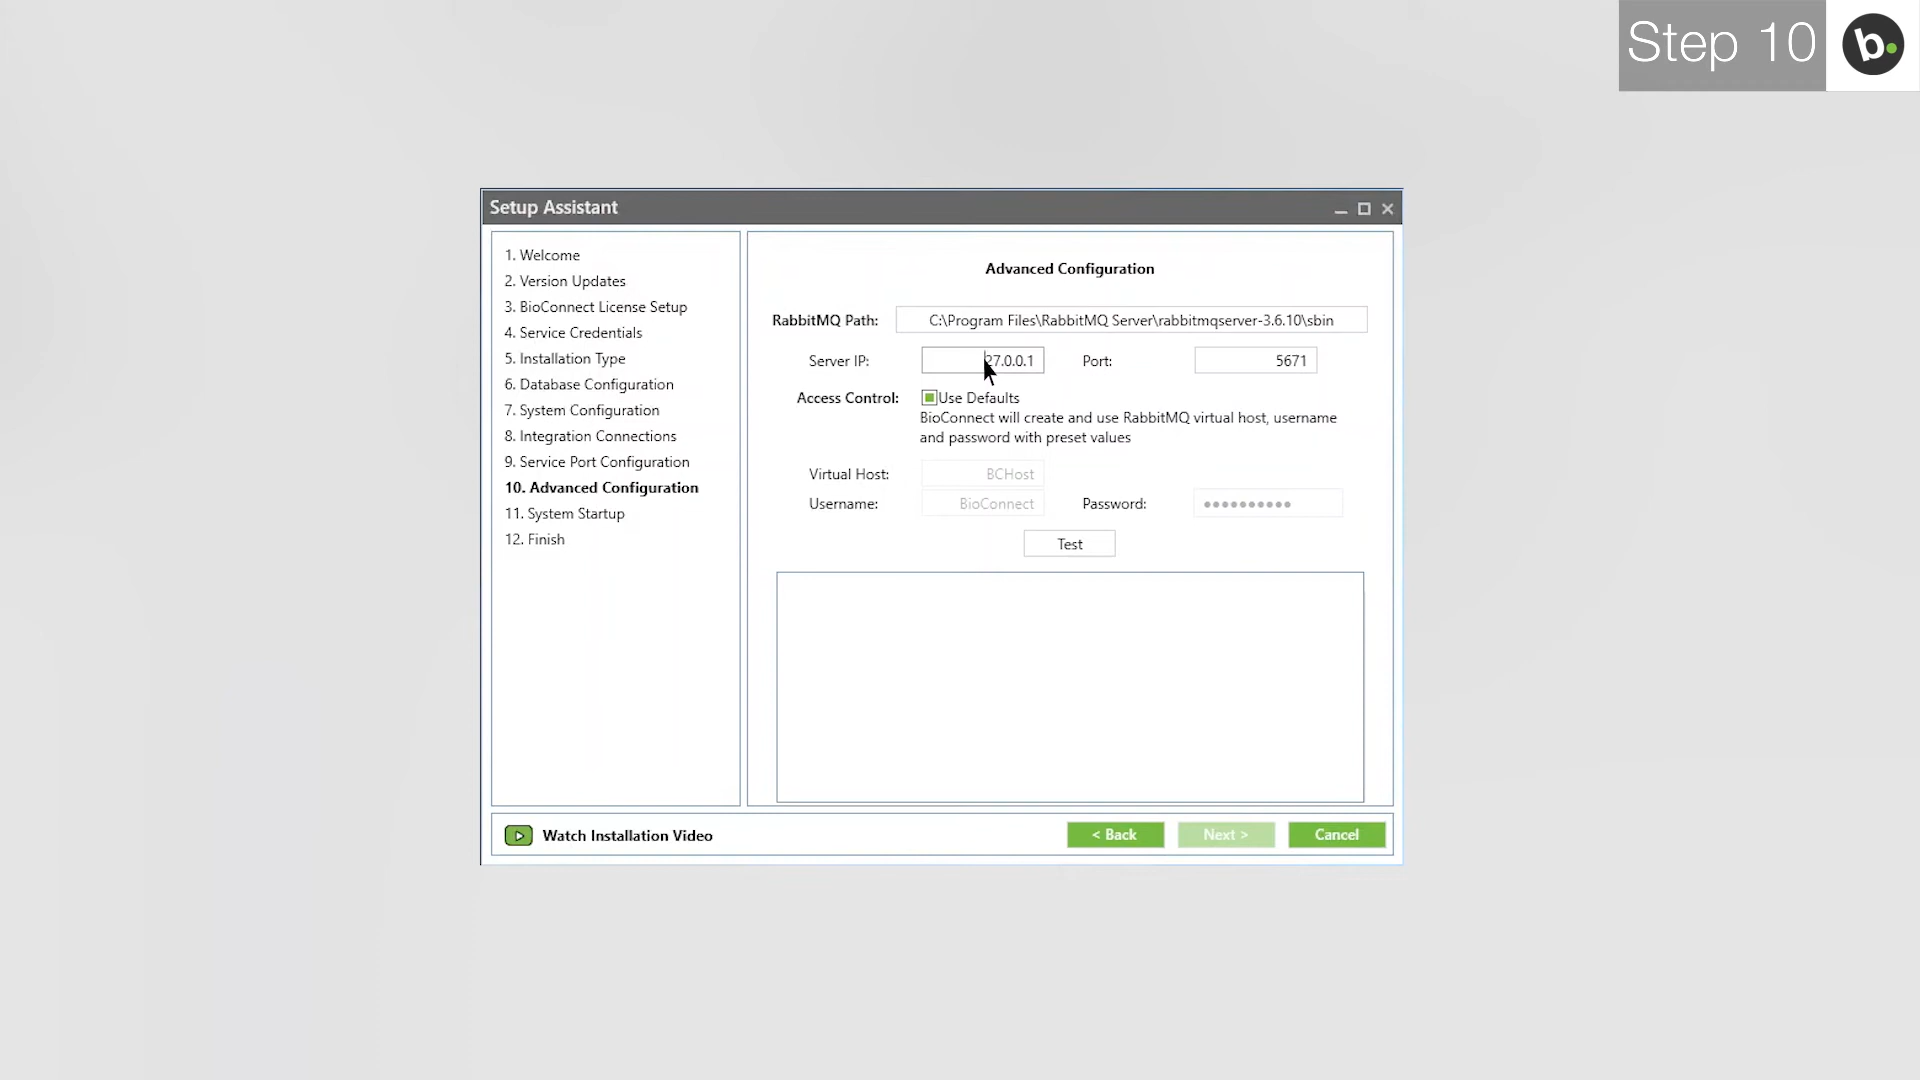 Step 10
b.
Setup Assistant
1. Welcome
2. Version Updates
3. BioConnect License Setup
4. Service Credentials
5. Installation Type
6. Database Configuration
7. System Configuration
8. Integration Connections
9. Service Port Configuration
10. Advanced Configuration
11. System Startup
12. Finish
Advanced Configuration
RabbitMQ Path: C:\Program Files\RabbitMQ Server\rabbitmqserver-3.6.10\sbin
Server IP: 27.0.0.1 Port: 5671
Access Control: Use Defaults
BioConnect will create and use RabbitMQ virtual host, username
and password with preset values
Virtual Host: BCHost
Username: BioConnect Password: ●●●●●●●●●●
Test
Watch Installation Video
< Back Next > Cancel